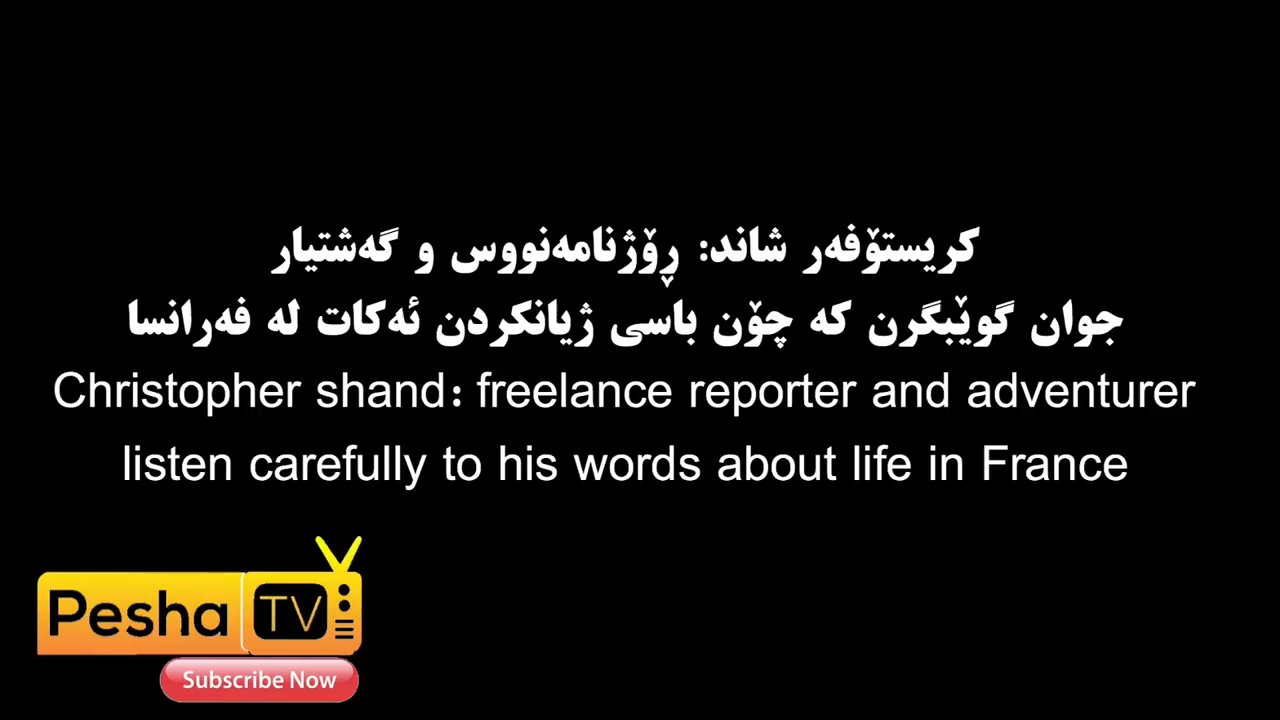 کریستۆفەر شاند: ڕۆژنامەنووس و گەشتیار
جوان گوێبگرن کە چۆن باسی ژیانکردن ئەکات لە فەرانسا
Christopher shand: freelance reporter and adventurer
listen carefully to his words about life in France
Pesha TV
Subscribe Now